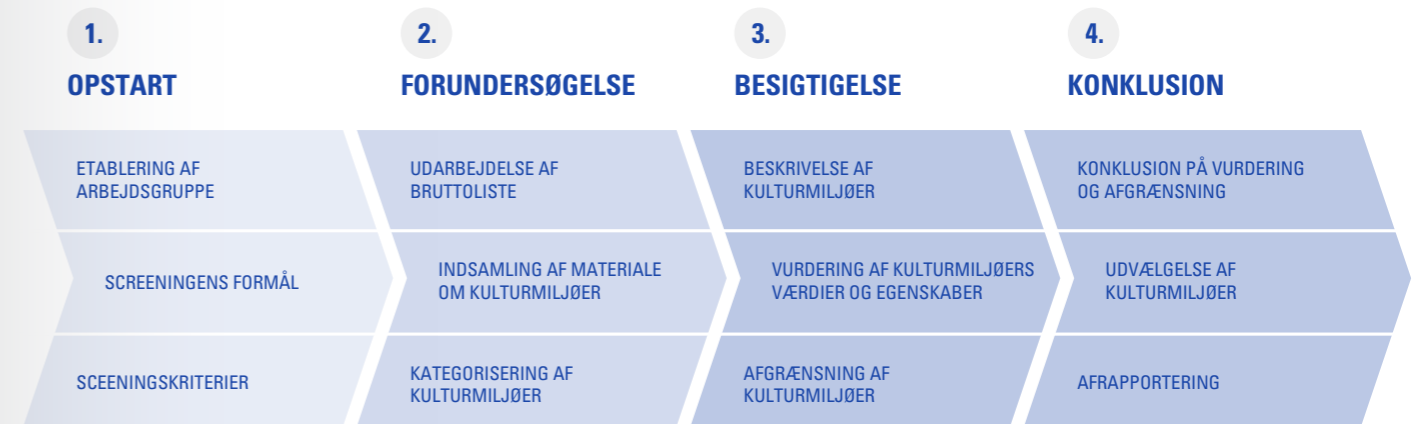 1.
OPSTART
ETABLERING AF
ARBEJDSGRUPPE
SCREENINGENS FORMÅL
SCEENINGSKRITERIER
2.
FORUNDERSØGELSE
UDARBEJDELSE AF
BRUTTOLISTE
INDSAMLING AF MATERIALE
OM KULTURMILJØER
KATEGORISERING AF
KULTURMILJØER
3.
BESIGTIGELSE
BESKRIVELSE AF
KULTURMILJØER
VURDERING AF KULTURMILJØERS
VÆRDIER OG EGENSKABER
AFGRÆNSNING AF
KULTURMILJØER
4.
KONKLUSION
KONKLUSION PÅ VURDERING
OG AFGRÆNSNING
UDVÆLGELSE AF
KULTURMILJØER
AFRAPPORTERING